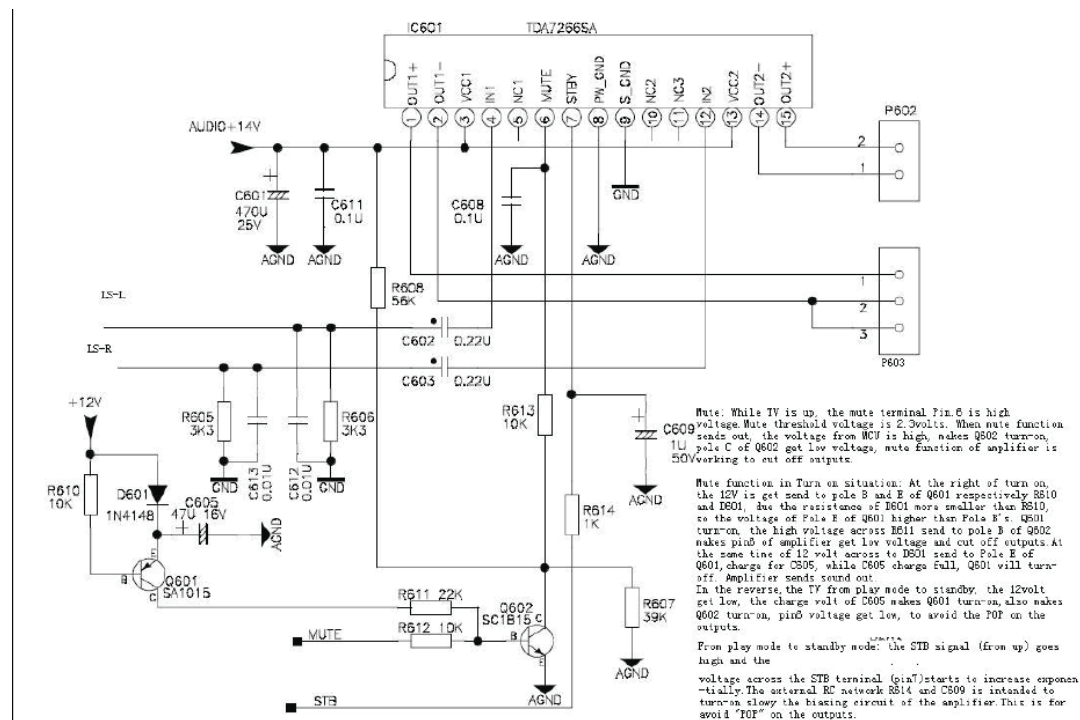 IC601 TDA7266SA
OUT1+
OUT1-
VCC1
IN1
NC1
MUTE
STBY
PW_GND
S_GND
NC2
NC3
IN2
VCC2
OUT2-
OUT2+
1 2 3 4 5 6 7 8 9 10 11 12 13 14 15
P602
2
1
AUDIO+14V
C601
470U
25V
C611
0.1U
C608
0.1U
GND
AGND AGND AGND AGND
R608
56K
1
2
3
P603
LS-L
C602 0.22U
LS-R
C603 0.22U
+12V
R605
3K3
R606
3K3
R613
10K
C609
1U
50V
GND
C613
0.01U
C612
0.01U
GND
AGND
R610
10K
D601
1N4148
C605
47U 16V
AGND
R614
1K
E
B
C
Q601
SA1015
R611 22K
R612 10K
Q602
SC1815
C
B
E
R607
39K
MUTE
STB
AGND
AGND
Mute: While TV is up, the mute terminal Pin.6 is high
voltage.Mute threshold voltage is 2.3volts. When mute function
sends out, the voltage from MCU is high, makes Q602 turn-on,
pole C of Q602 get low voltage, mute function of amplifier is
working to cut off outputs.
Mute function in Turn on situation: At the right of turn on,
the 12V is get send to pole B and E of Q601 respectively R610
and D601, due the resistance of D601 more smaller than R610,
so the voltage of Pole E of Q601 higher than Pole B's. Q601
turn-on, the high voltage across R611 send to pole B of Q602
makes pin6 of amplifier get low voltage and cut off outputs.At
the same time of 12 volt across to D601 send to Pole E of
Q601,charge for C605, while C605 charge full, Q601 will turn-
off. Amplifier sends sound out.
In the reverse,the TV from play mode to standby, the 12volt
get low, the charge volt of C605 makes Q601 turn-on,also makes
Q602 turn-on, pin6 voltage get low, to avoid the POP on the
outputs.
From play mode to standby mode: the STB signal (from up) goes
high and the
voltage across the STB terminal (pin7)starts to increase exponen
-tially.The external RC network R614 and C609 is intended to
turn-on slowy the biasing circuit of the amplifier.This is for
avoid "POP" on the outputs.